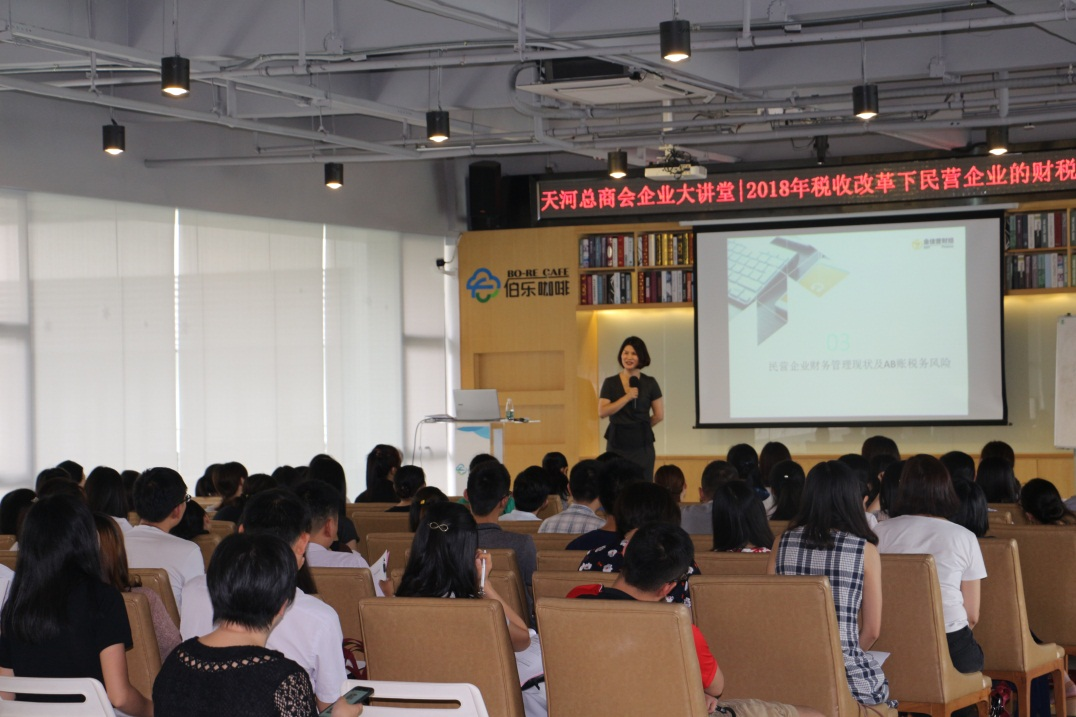 天河总商会企业大讲堂|2018年税收改革下民营企业的财税
BO-RE CAFE
伯乐咖啡
03
民营企业财务管理现状及AB账税务风险